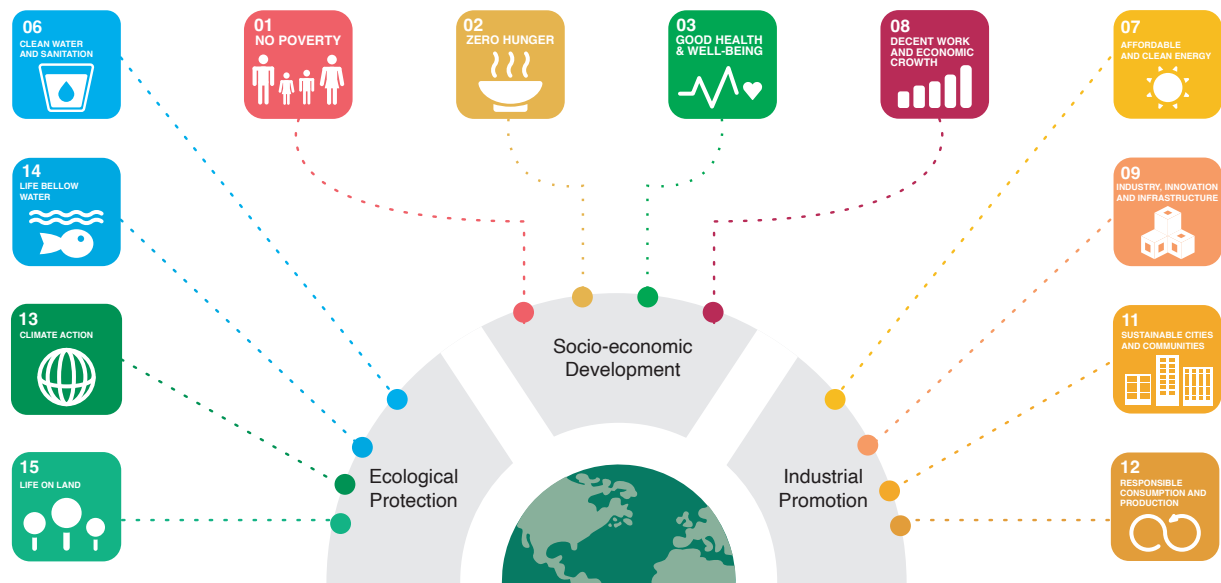 06
CLEAN WATER
AND SANITATION
01
NO POVERTY
02
ZERO HUNGER
03
GOOD HEALTH
& WELL-BEING
08
DECENT WORK
AND ECONOMIC
CROWTH
07
AFFORDABLE
AND CLEAN ENERGY
14
LIFE BELLOW
WATER
09
INDUSTRY, INNOVATION
AND INFRASTRUCTURE
13
CLIMATE ACTION
11
SUSTAINABLE CITIES
AND COMMUNITIES
15
LIFE ON LAND
12
RESPONSIBLE
CONSUMPTION AND
PRODUCTION
Socio-economic
Development
Ecological
Protection
Industrial
Promotion